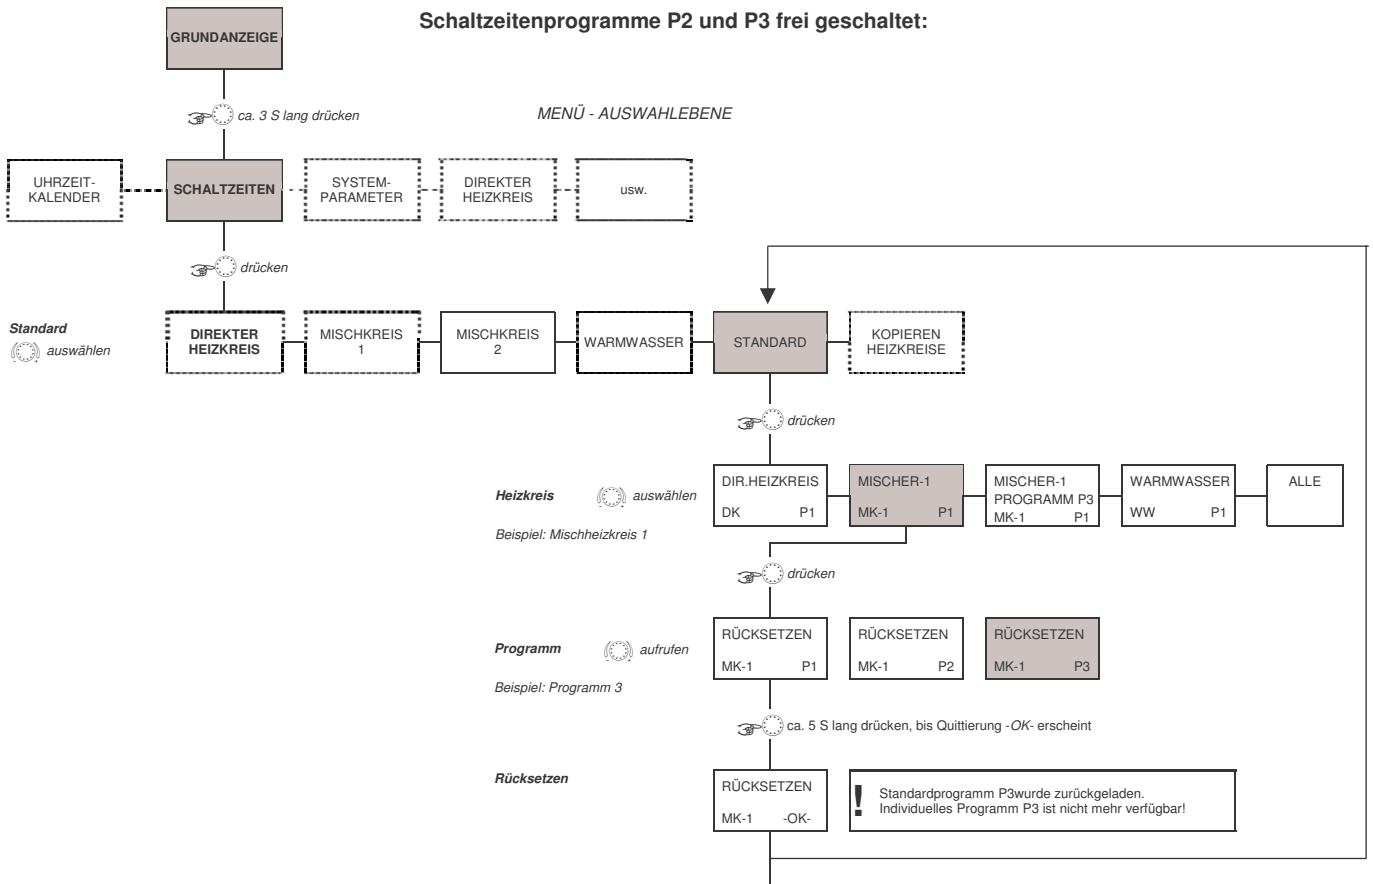 Schaltzeitenprogramme P2 und P3 frei geschaltet:
GRUNDANZEIGE
ca. 3 S lang drücken
MENÜ - AUSWAHLEBENE
UHRZEIT-
KALENDER
SCHALTZEITEN
SYSTEM-
PARAMETER
DIREKTER
HEIZKREIS
usw.
drücken
Standard
auswählen
DIREKTER
HEIZKREIS
MISCHKREIS
1
MISCHKREIS
2
WARMWASSER
STANDARD
KOPIEREN
HEIZKREISE
drücken
Heizkreis auswählen
Beispiel: Mischheizkreis 1
DIR.HEIZKREIS
DK P1
MISCHER-1
MK-1 P1
MISCHER-1
PROGRAMM P3
MK-1 P1
WARMWASSER
WW P1
ALLE
drücken
Programm aufrufen
Beispiel: Programm 3
RÜCKSETZEN
MK-1 P1
RÜCKSETZEN
MK-1 P2
RÜCKSETZEN
MK-1 P3
ca. 5 S lang drücken, bis Quittierung -OK- erscheint
Rücksetzen
RÜCKSETZEN
MK-1 -OK-
! Standardprogramm P3wurde zurückgeladen.
Individuelles Programm P3 ist nicht mehr verfügbar!